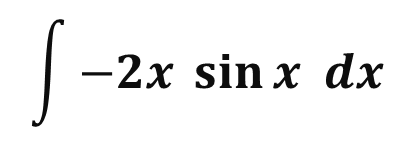 ∫ −2x sin x dx